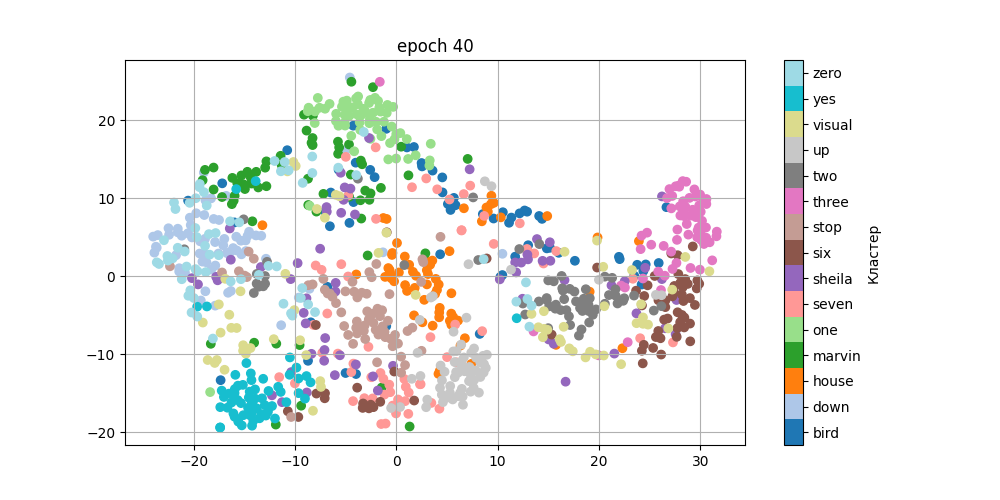 epoch 40
20
10
0
−10
−20
−20
−10
0
10
20
30
zero
yes
visual
up
two
three
stop
six
sheila
seven
one
marvin
house
down
bird
Кластер